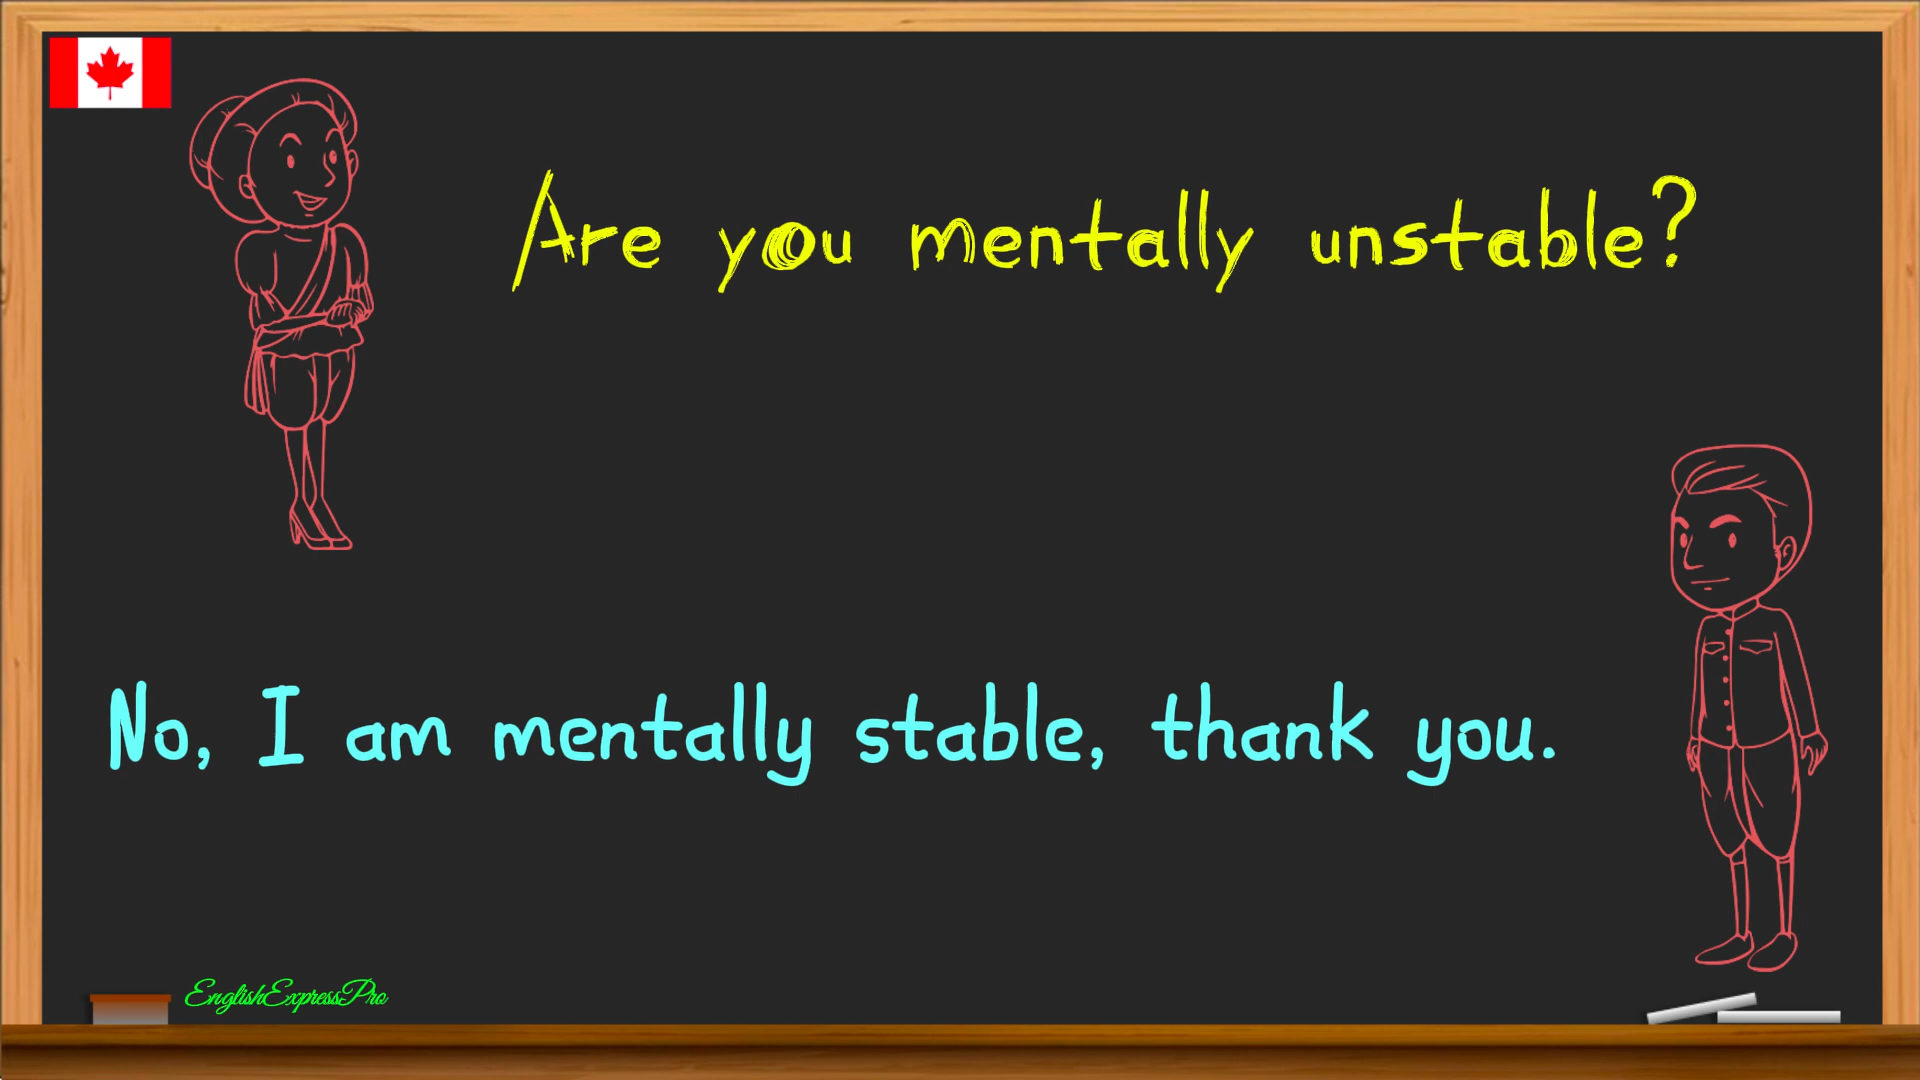 Are you mentally unstable?
No, I am mentally stable, thank you.
EnglishExpressPro